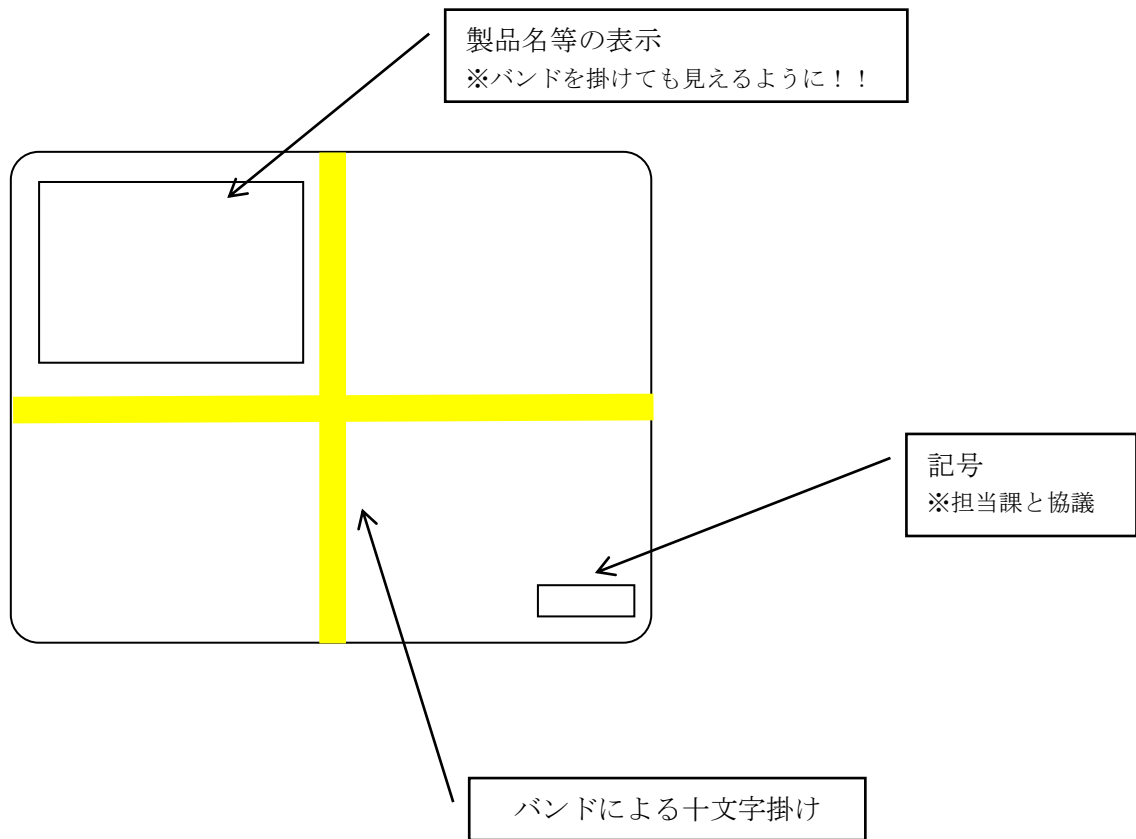 製品名等の表示
※バンドを掛けても見えるように！！
記号
※担当課と協議
バンドによる十文字掛け